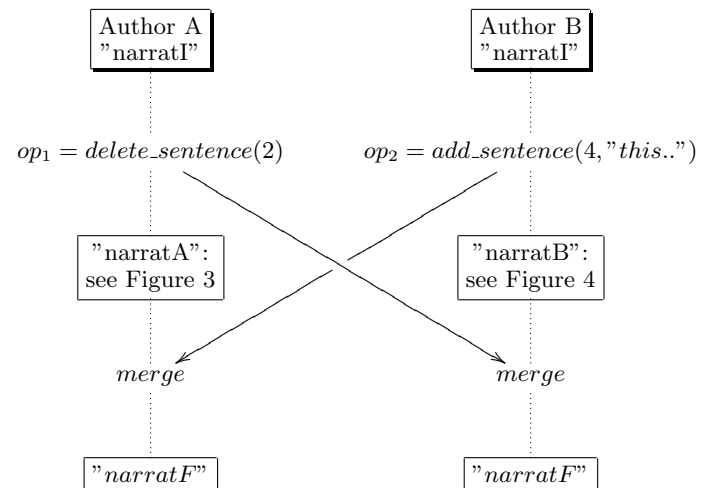 Author A
"narratI"
Author B
"narratI"
op1 = delete_sentence(2)
op2 = add_sentence(4, "this..")
"narratA":
see Figure 3
"narratB":
see Figure 4
merge
merge
"narratF"
"narratF"